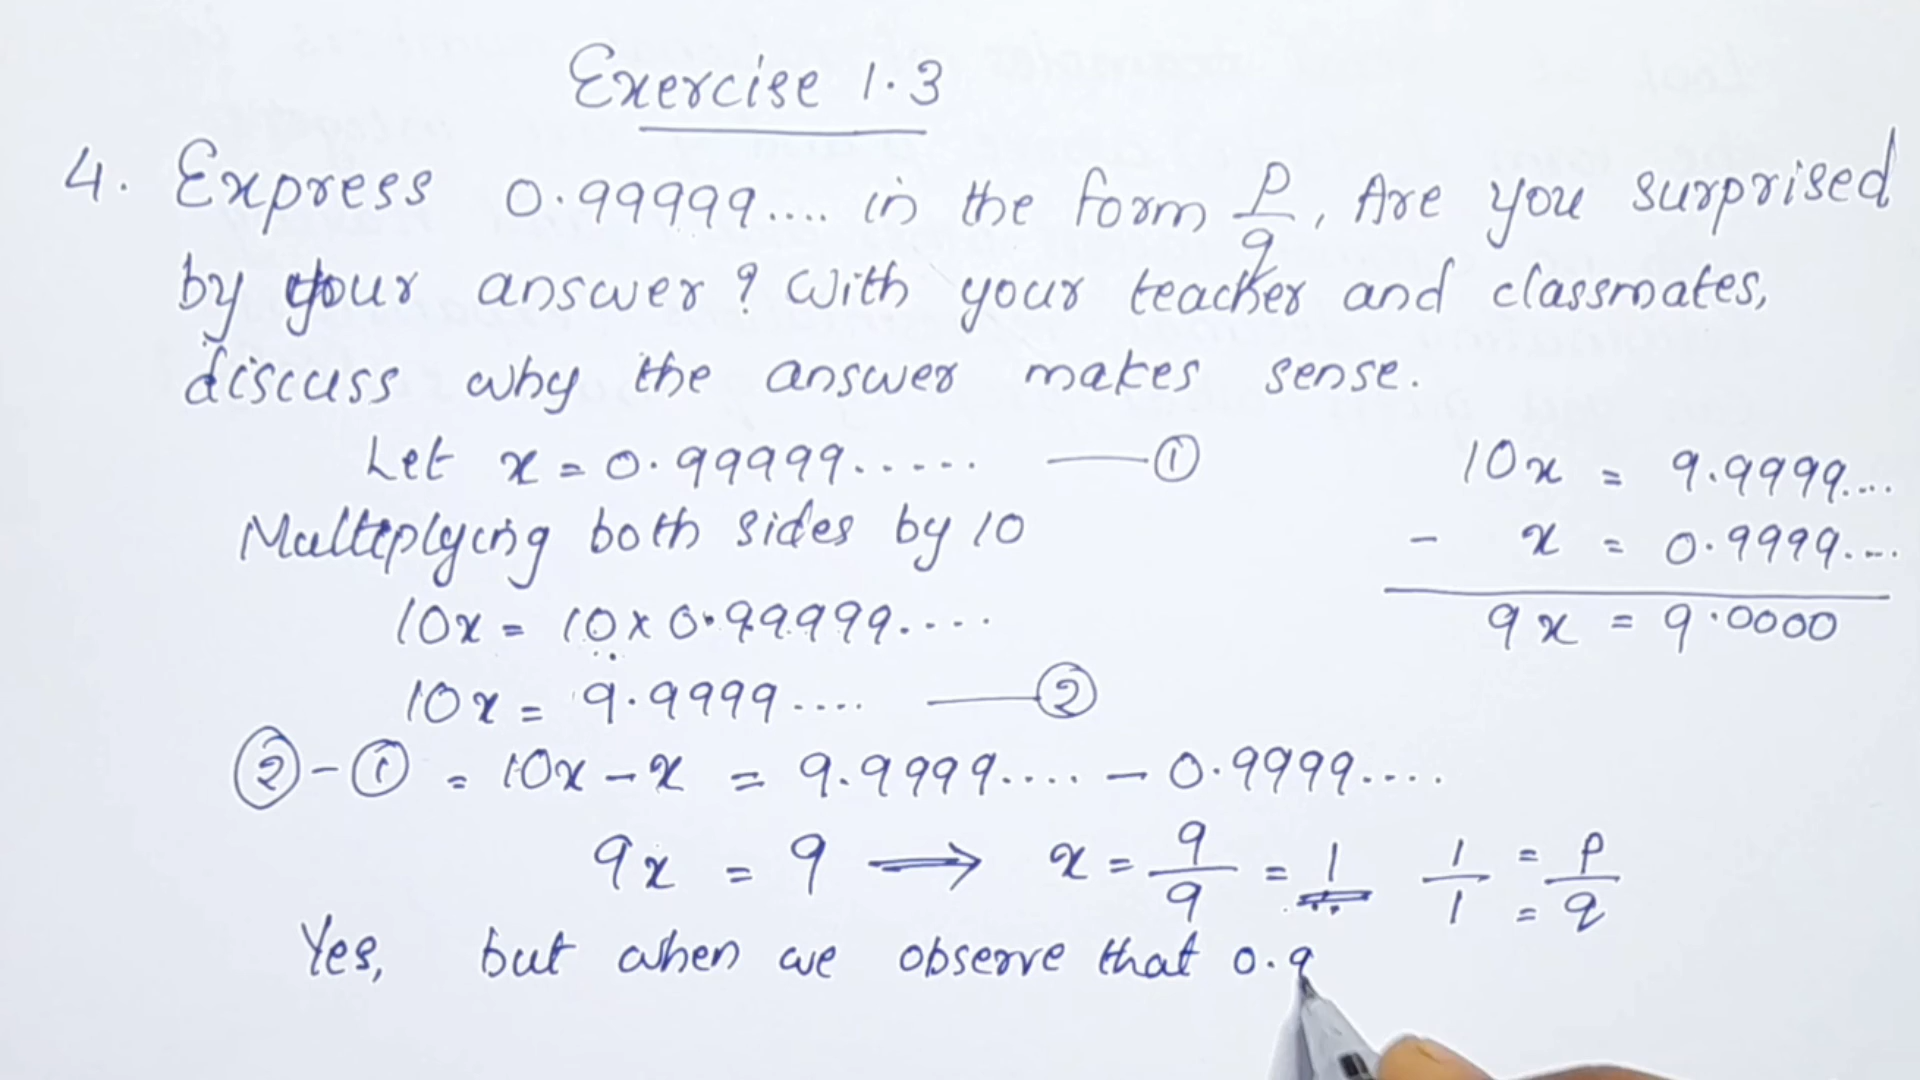 Exercise 1.3
4. Express 0.99999.... in the form p/q, Are you surprised
by your answer? With your teacher and classmates,
discuss why the answer makes sense.
Let x = 0.99999..... —— ①
Multiplying both sides by 10
10x = 10 x 0.99999....
10x = 9.9999.... —— ②
② - ① = 10x - x = 9.9999.... - 0.9999....
9x = 9 ⟹ x = 9/9 = 1 1/1 = = p/q
Yes, but when we observe that 0.9
10x = 9.9999....
- x = 0.9999....
9x = 9.0000